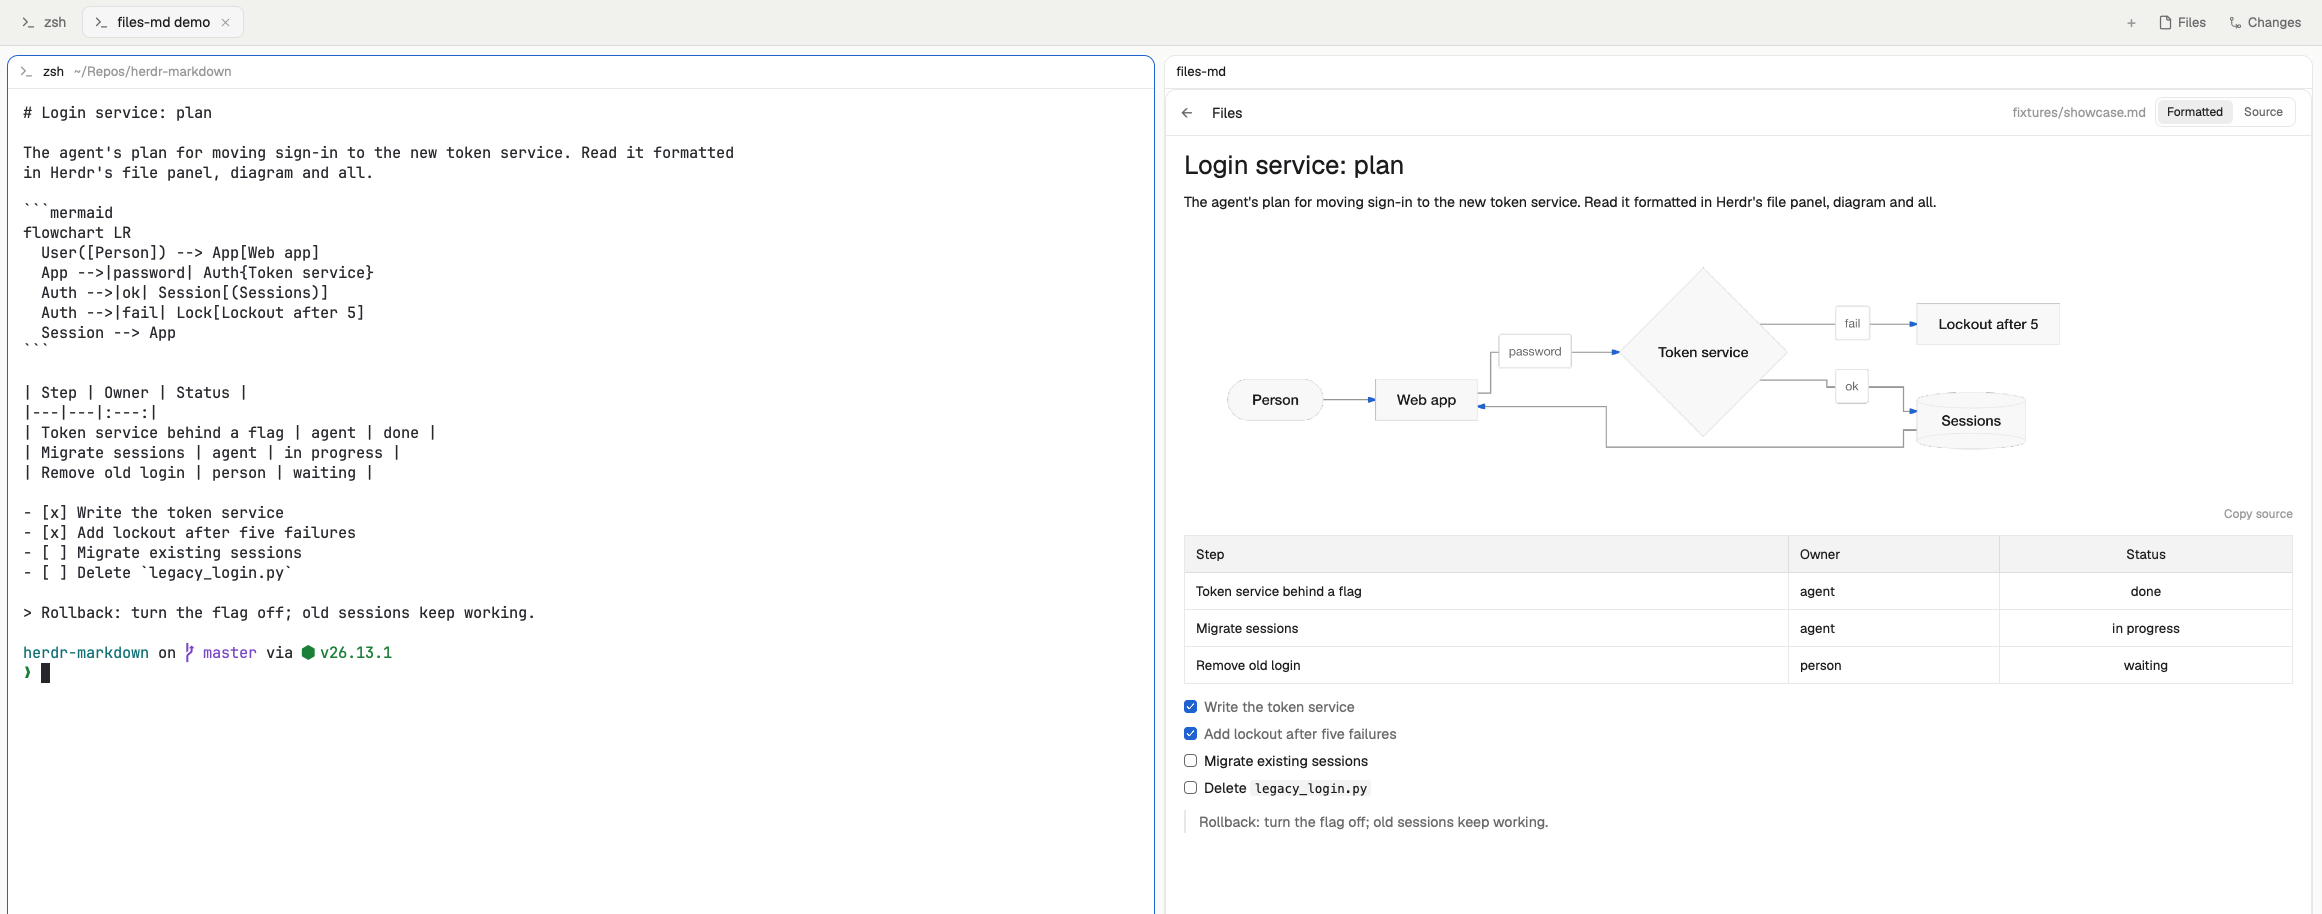 zsh
files-md demo
Files
Changes
zsh ~/Repos/herdr-markdown
# Login service: plan
The agent's plan for moving sign-in to the new token service. Read it formatted
in Herdr's file panel, diagram and all.
```mermaid
flowchart LR
  User([Person]) --> App[Web app]
  App -->|password| Auth{Token service}
  Auth -->|ok| Session[(Sessions)]
  Auth -->|fail| Lock[Lockout after 5]
  Session --> App
```
| Step | Owner | Status |
|---|---|:---:|
| Token service behind a flag | agent | done |
| Migrate sessions | agent | in progress |
| Remove old login | person | waiting |
- [x] Write the token service
- [x] Add lockout after five failures
- [ ] Migrate existing sessions
- [ ] Delete `legacy_login.py`
> Rollback: turn the flag off; old sessions keep working.
herdr-markdown on master via v26.13.1
❯
files-md
← Files
fixtures/showcase.md
Formatted
Source
Login service: plan
The agent's plan for moving sign-in to the new token service. Read it formatted in Herdr's file panel, diagram and all.
Person
Web app
password
Token service
fail
Lockout after 5
ok
Sessions
Copy source
Step Owner Status
Token service behind a flag agent done
Migrate sessions agent in progress
Remove old login person waiting
Write the token service
Add lockout after five failures
Migrate existing sessions
Delete legacy_login.py
Rollback: turn the flag off; old sessions keep working.